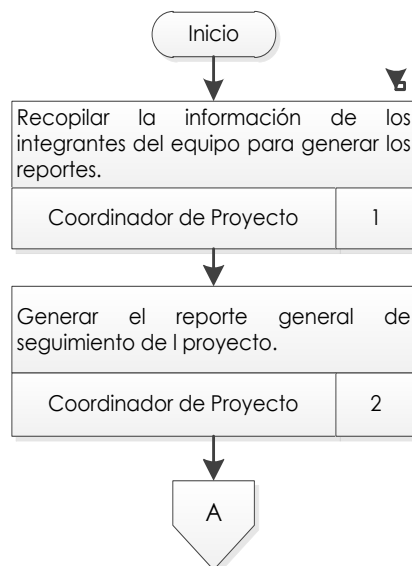 Inicio
Recopilar la información de los
integrantes del equipo para generar los
reportes.
Coordinador de Proyecto 1
Generar el reporte general de
seguimiento de l proyecto.
Coordinador de Proyecto 2
A